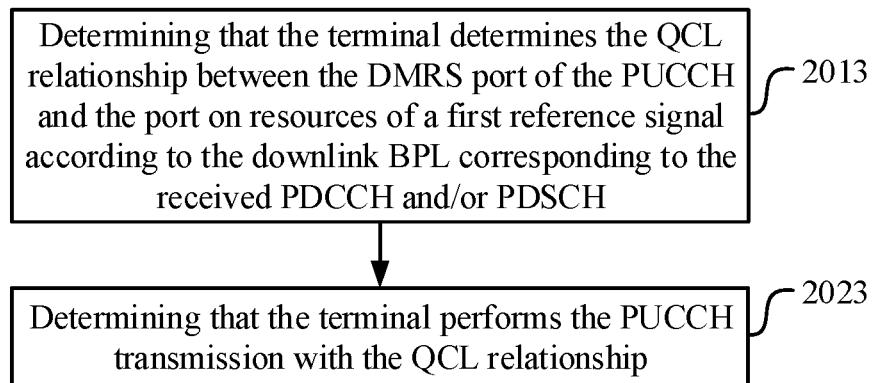 Determining that the terminal determines the QCL
relationship between the DMRS port of the PUCCH
and the port on resources of a first reference signal
according to the downlink BPL corresponding to the
received PDCCH and/or PDSCH
2013
Determining that the terminal performs the PUCCH
transmission with the QCL relationship
2023